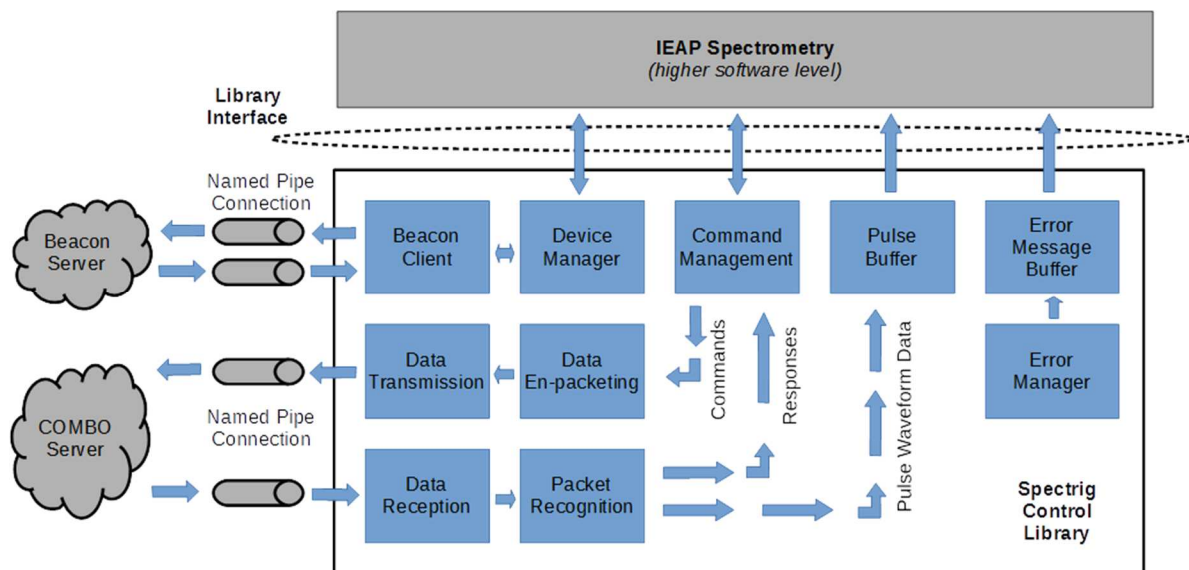 IEAP Spectrometry
(higher software level)
Library
Interface
Named Pipe
Connection
Beacon
Server
Beacon
Client
Device
Manager
Command
Management
Pulse
Buffer
Error
Message
Buffer
Commands
Responses
Pulse Waveform Data
Data
Transmission
Data
En-packeting
Error
Manager
COMBO
Server
Named Pipe
Connection
Data
Reception
Packet
Recognition
Spectrig
Control
Library